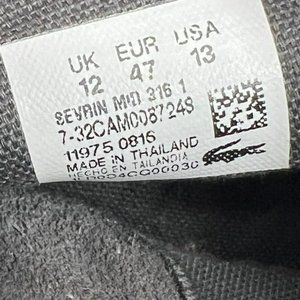 UK EUR USA
12 47 13
SEVRIN MID 316 1
7-32CAM0087248
11975 0816
MADE IN THAILAND
HECHO EN TAILANDIA